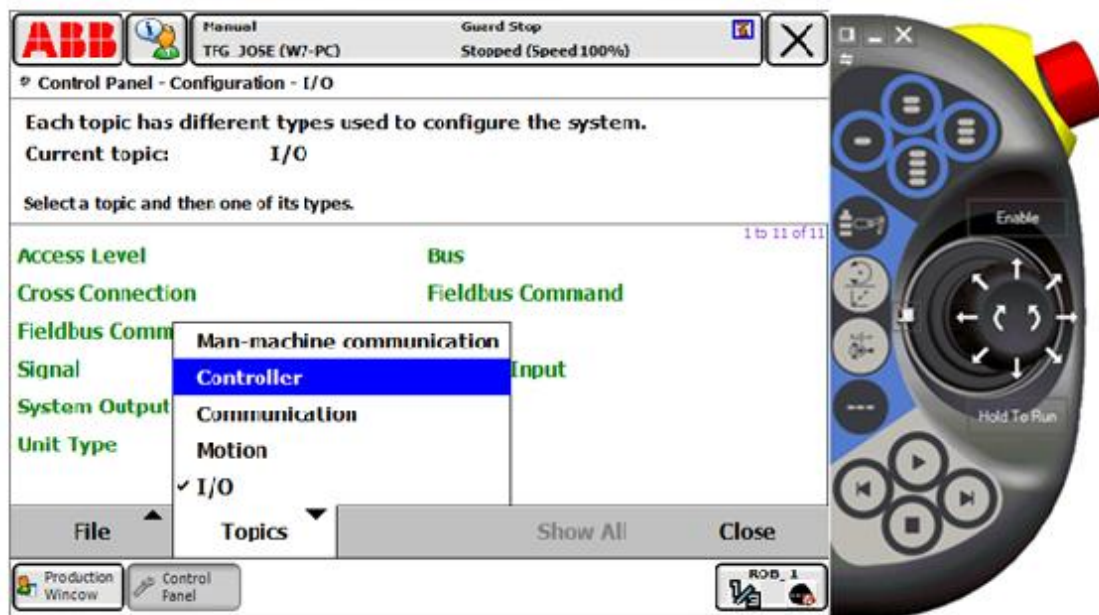 ABB
Manual
TFG_JOSE (W7-PC)
Guard Stop
Stopped (Speed 100%)
Control Panel - Configuration - I/O
Each topic has different types used to configure the system.
Current topic: I/O
Select a topic and then one of its types.
1 to 11 of 11
Access Level Bus
Cross Connection Fieldbus Command
Fieldbus Comm
Signal Input
System Output
Unit Type
Man-machine communication
Controller
Communication
Motion
I/O
File Topics Show All Close
Production
Wincow
Control
Panel
ROB_1
1/3
Enable
Hold To Run